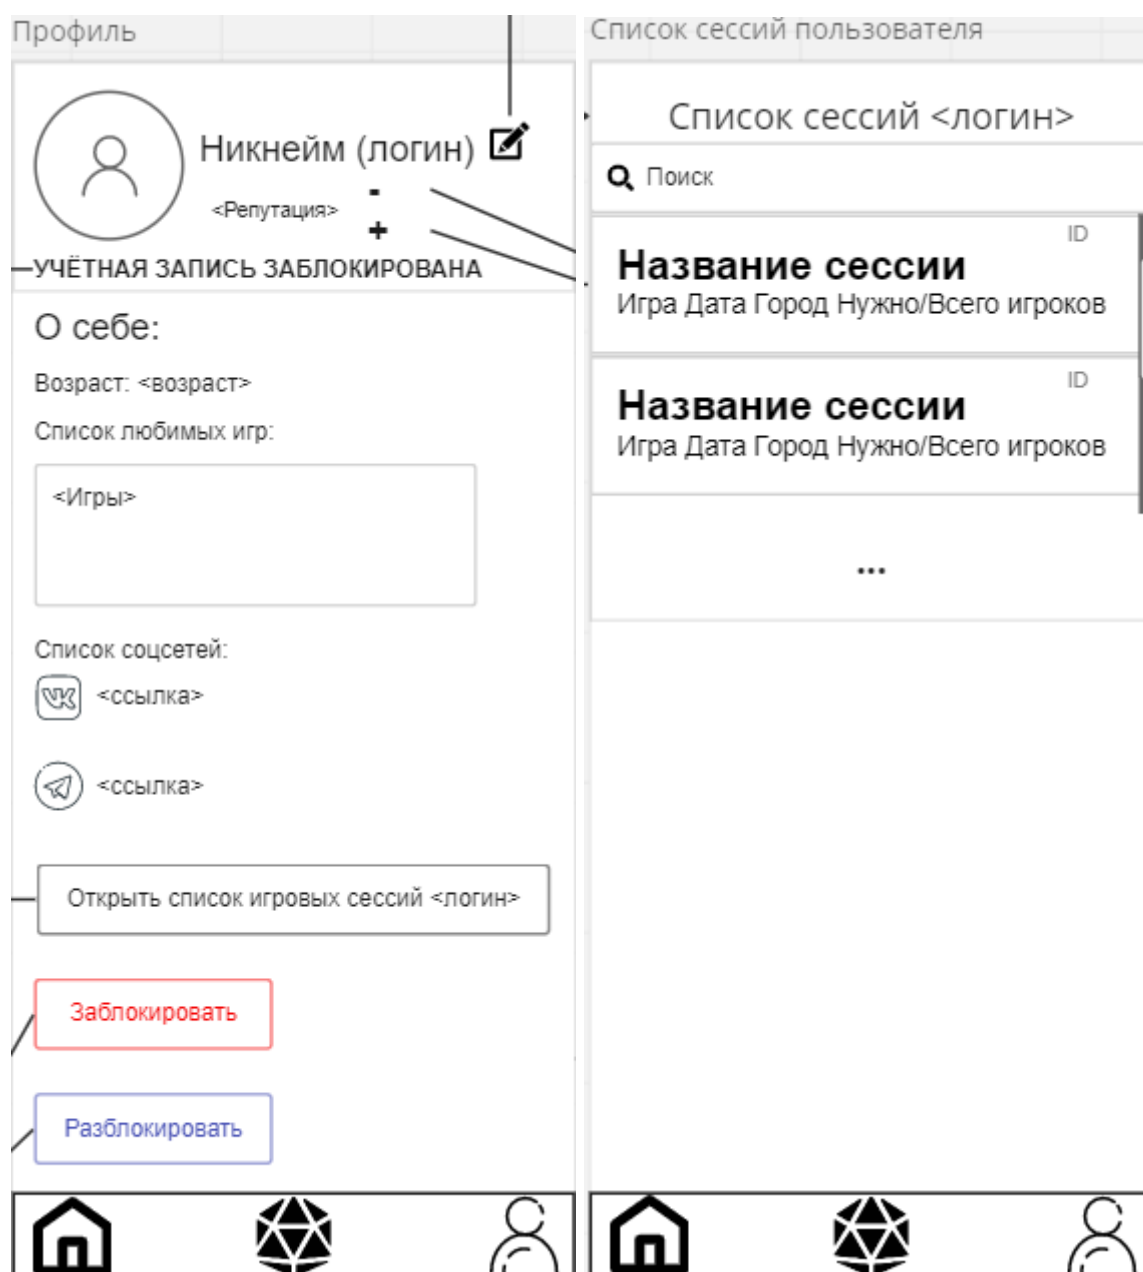 Профиль
Никнейм (логин)
<Репутация>
-
+
УЧЁТНАЯ ЗАПИСЬ ЗАБЛОКИРОВАНА
О себе:
Возраст: <возраст>
Список любимых игр:
<Игры>
Список соцсетей:
<ссылка>
<ссылка>
Открыть список игровых сессий <логин>
Заблокировать
Разблокировать
Список сессий пользователя
Список сессий <логин>
Поиск
ID
Название сессии
Игра Дата Город Нужно/Всего игроков
ID
Название сессии
Игра Дата Город Нужно/Всего игроков
...